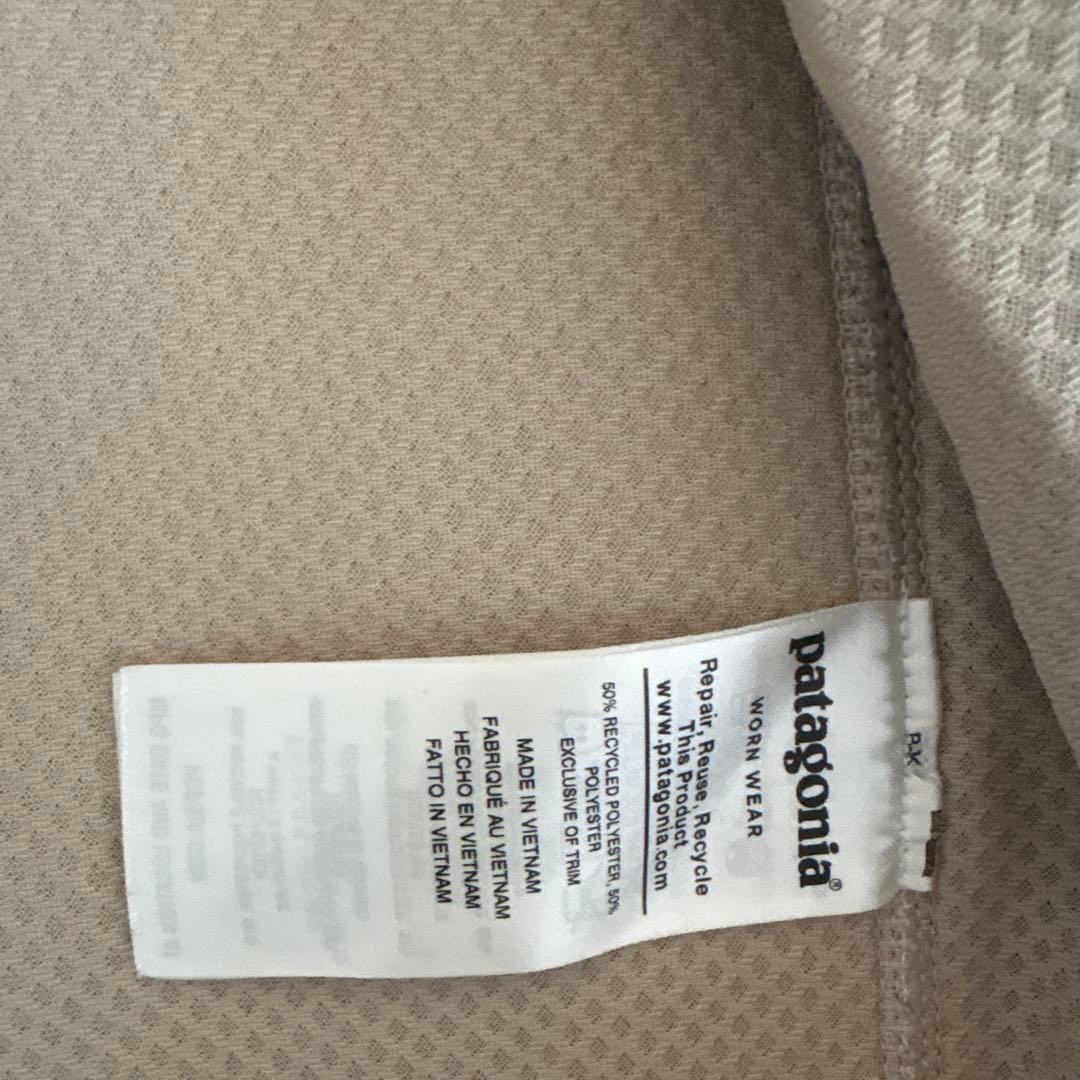 patagonia®
WORN WEAR
Repair, Reuse, Recycle
This Product
www.patagonia.com
50% RECYCLED POLYESTER, 50%
POLYESTER
EXCLUSIVE OF TRIM
MADE IN VIETNAM
FABRIQUÉ AU VIETNAM
HECHO EN VIETNAM
FATTO IN VIETNAM